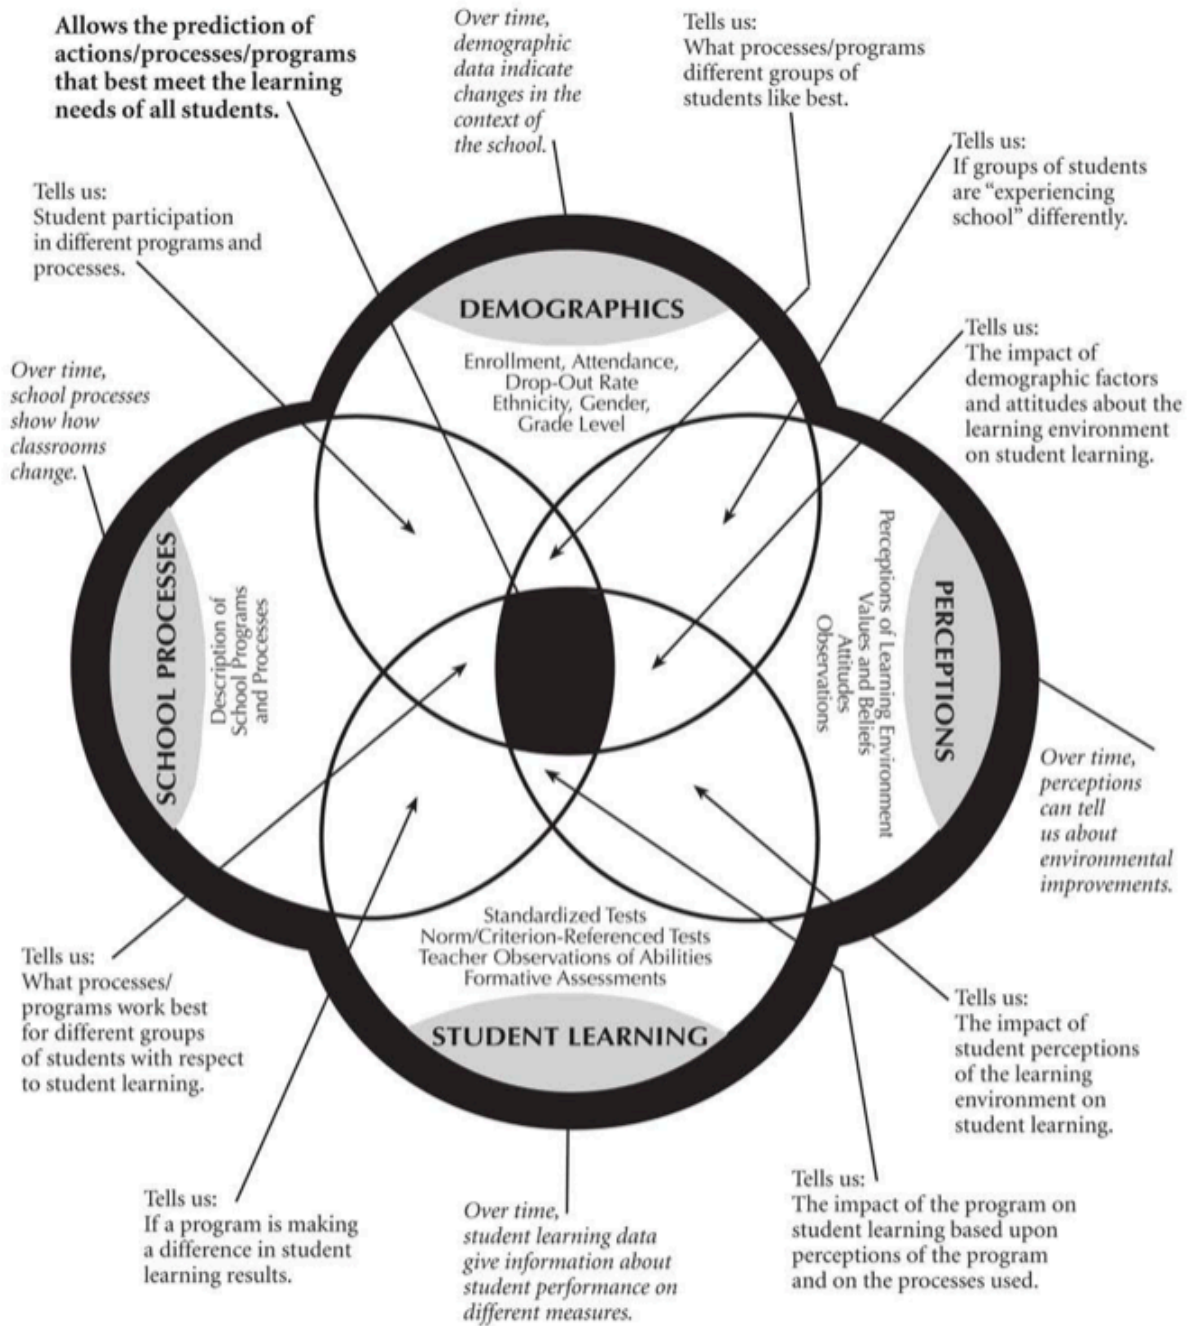 Allows the prediction of
actions/processes/programs
that best meet the learning
needs of all students.
Over time,
demographic
data indicate
changes in the
context of
the school.
Tells us:
What processes/programs
different groups of
students like best.
Tells us:
If groups of students
are “experiencing
school” differently.
Tells us:
Student participation
in different programs and
processes.
DEMOGRAPHICS
Enrollment, Attendance,
Drop-Out Rate
Ethnicity, Gender,
Grade Level
Tells us:
The impact of
demographic factors
and attitudes about the
learning environment
on student learning.
Over time,
school processes
show how
classrooms
change.
SCHOOL PROCESSES
Description of
School Programs
and Processes
PERCEPTIONS
Perceptions of Learning Environment
Values and Beliefs
Attitudes
Observations
Over time,
perceptions
can tell
us about
environmental
improvements.
Standardized Tests
Norm/Criterion-Referenced Tests
Teacher Observations of Abilities
Formative Assessments
STUDENT LEARNING
Tells us:
What processes/
programs work best
for different groups
of students with respect
to student learning.
Tells us:
The impact of
student perceptions
of the learning
environment on
student learning.
Tells us:
If a program is making
a difference in student
learning results.
Over time,
student learning data
give information about
student performance on
different measures.
Tells us:
The impact of the program on
student learning based upon
perceptions of the program
and on the processes used.